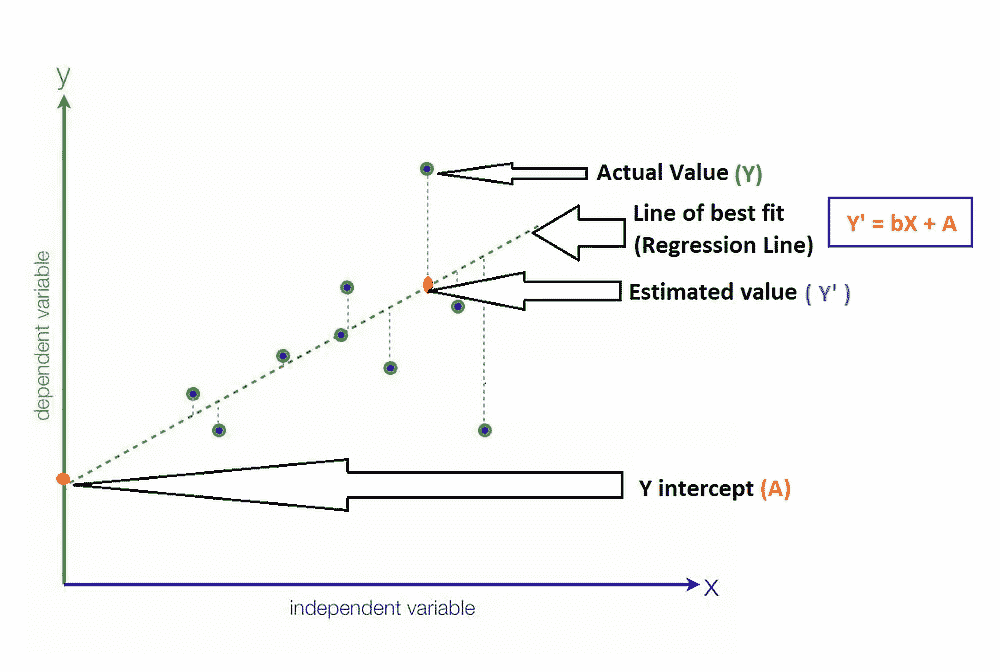 y
Actual Value (Y)
Line of best fit
(Regression Line)
Y' = bX + A
Estimated value ( Y' )
dependent variable
Y intercept (A)
x
independent variable